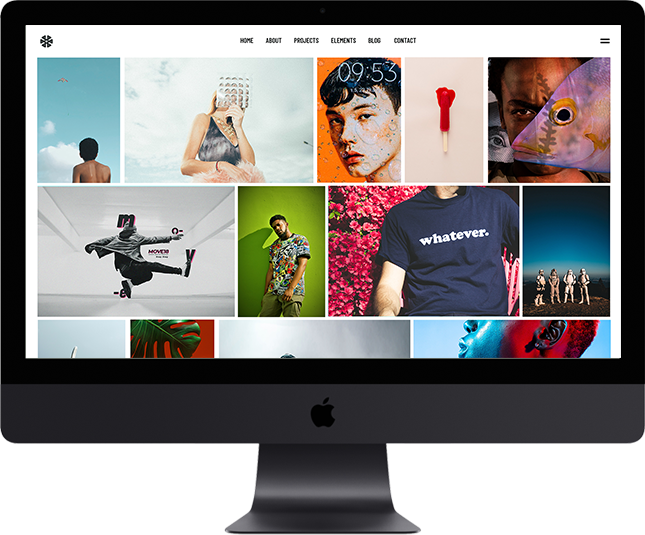 HOME ABOUT PROJECTS ELEMENTS BLOG CONTACT
09:53
m
o-
MOVE18
y
-e
whatever.